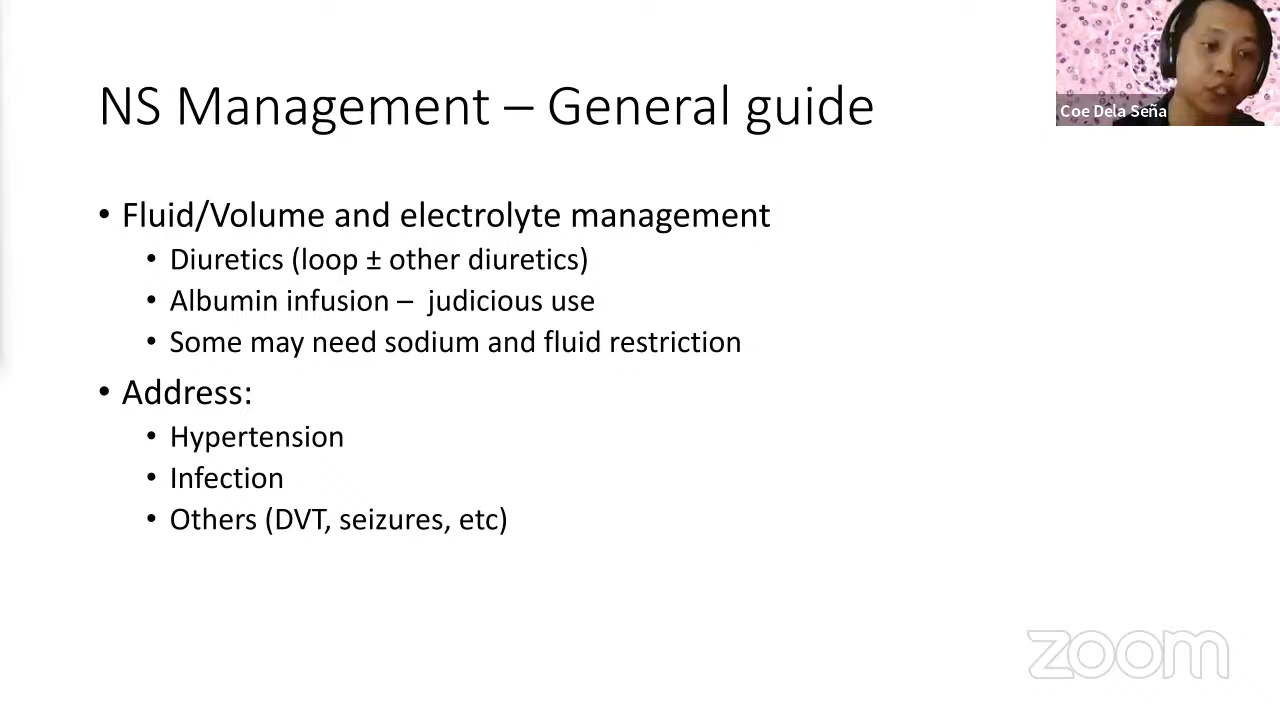 NS Management – General guide
Coe Dela Seña
• Fluid/Volume and electrolyte management
• Diuretics (loop ± other diuretics)
• Albumin infusion – judicious use
• Some may need sodium and fluid restriction
• Address:
• Hypertension
• Infection
• Others (DVT, seizures, etc)
zoom